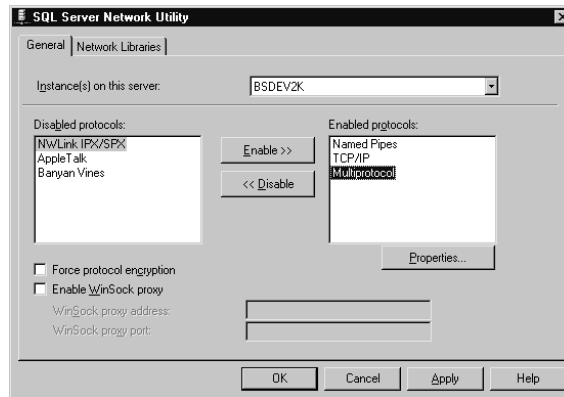 SQL Server Network Utility
General
Network Libraries
Instance(s) on this server:
BSDEV2K
Disabled protocols:
NWLink IPX/SPX
AppleTalk
Banyan Vines
Enable >>
<< Disable
Enabled protocols:
Named Pipes
TCP/IP
Multiprotocol
Properties...
Force protocol encryption
Enable WinSock proxy
WinSock proxy address:
WinSock proxy port:
OK
Cancel
Apply
Help